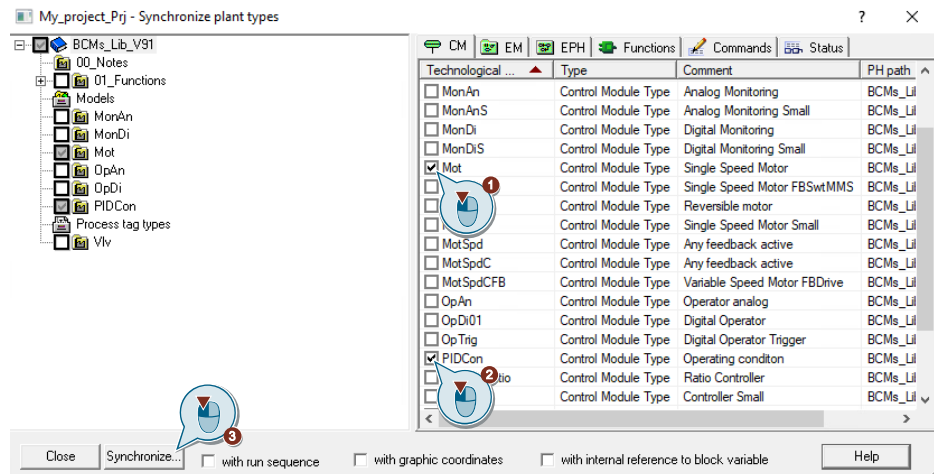 My_project_Prj - Synchronize plant types
BCMs_Lib_V91
00_Notes
01_Functions
Models
MonAn
MonDi
Mot
OpAn
OpDi
PIDCon
Process tag types
Vlv
CM EM EPH Functions Commands Status
Technological ... Type Comment PH path
MonAn Control Module Type Analog Monitoring BCMs_Lil
MonAnS Control Module Type Analog Monitoring Small BCMs_Lil
MonDi Control Module Type Digital Monitoring BCMs_Lil
MonDiS Control Module Type Digital Monitoring Small BCMs_Lil
Mot Control Module Type Single Speed Motor BCMs_Lil
1 Control Module Type Single Speed Motor FBSwtMMS BCMs_Lil
Control Module Type Reversible motor BCMs_Lil
Control Module Type Single Speed Motor Small BCMs_Lil
MotSpd Control Module Type Any feedback active BCMs_Lil
MotSpdC Control Module Type Any feedback active BCMs_Lil
MotSpdCFB Control Module Type Variable Speed Motor FBDrive BCMs_Lil
OpAn Control Module Type Operator analog BCMs_Lil
OpDi01 Control Module Type Digital Operator BCMs_Lil
OpTrig Control Module Type Digital Operator Trigger BCMs_Lil
PIDCon Control Module Type Operating conditon BCMs_Lil
2 tio Control Module Type Ratio Controller BCMs_Lil
Control Module Type Controller Small BCMs_Lil
3
Close Synchronize... with run sequence with graphic coordinates with internal reference to block variable Help